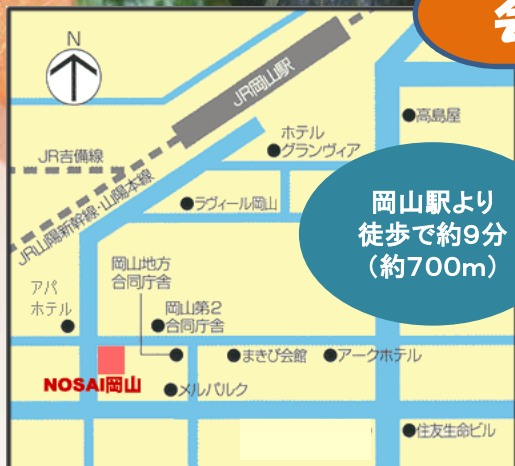 会
N
JR岡山駅
高島屋
ホテル
グランヴィア
JR吉備線
JR山陽新幹線・山陽本線
ラヴィール岡山
岡山駅より
徒歩で約9分
（約700m）
岡山地方
合同庁舎
アパ
ホテル
岡山第2
合同庁舎
まきび会館
アークホテル
NOSAI岡山
メルパルク
住友生命ビル